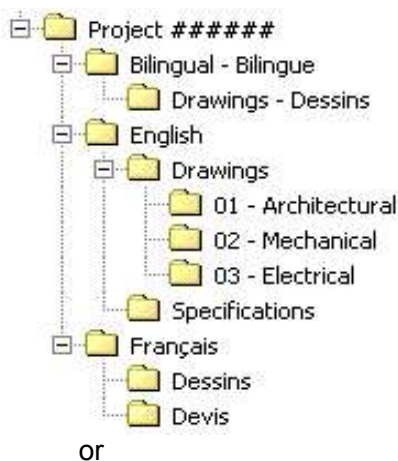 Project ######
Bilingual - Bilingue
Drawings - Dessins
English
Drawings
01 - Architectural
02 - Mechanical
03 - Electrical
Specifications
Français
Dessins
Devis
or